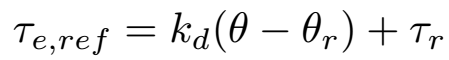 τ_{e,ref} = k_d(θ − θ_r) + τ_r